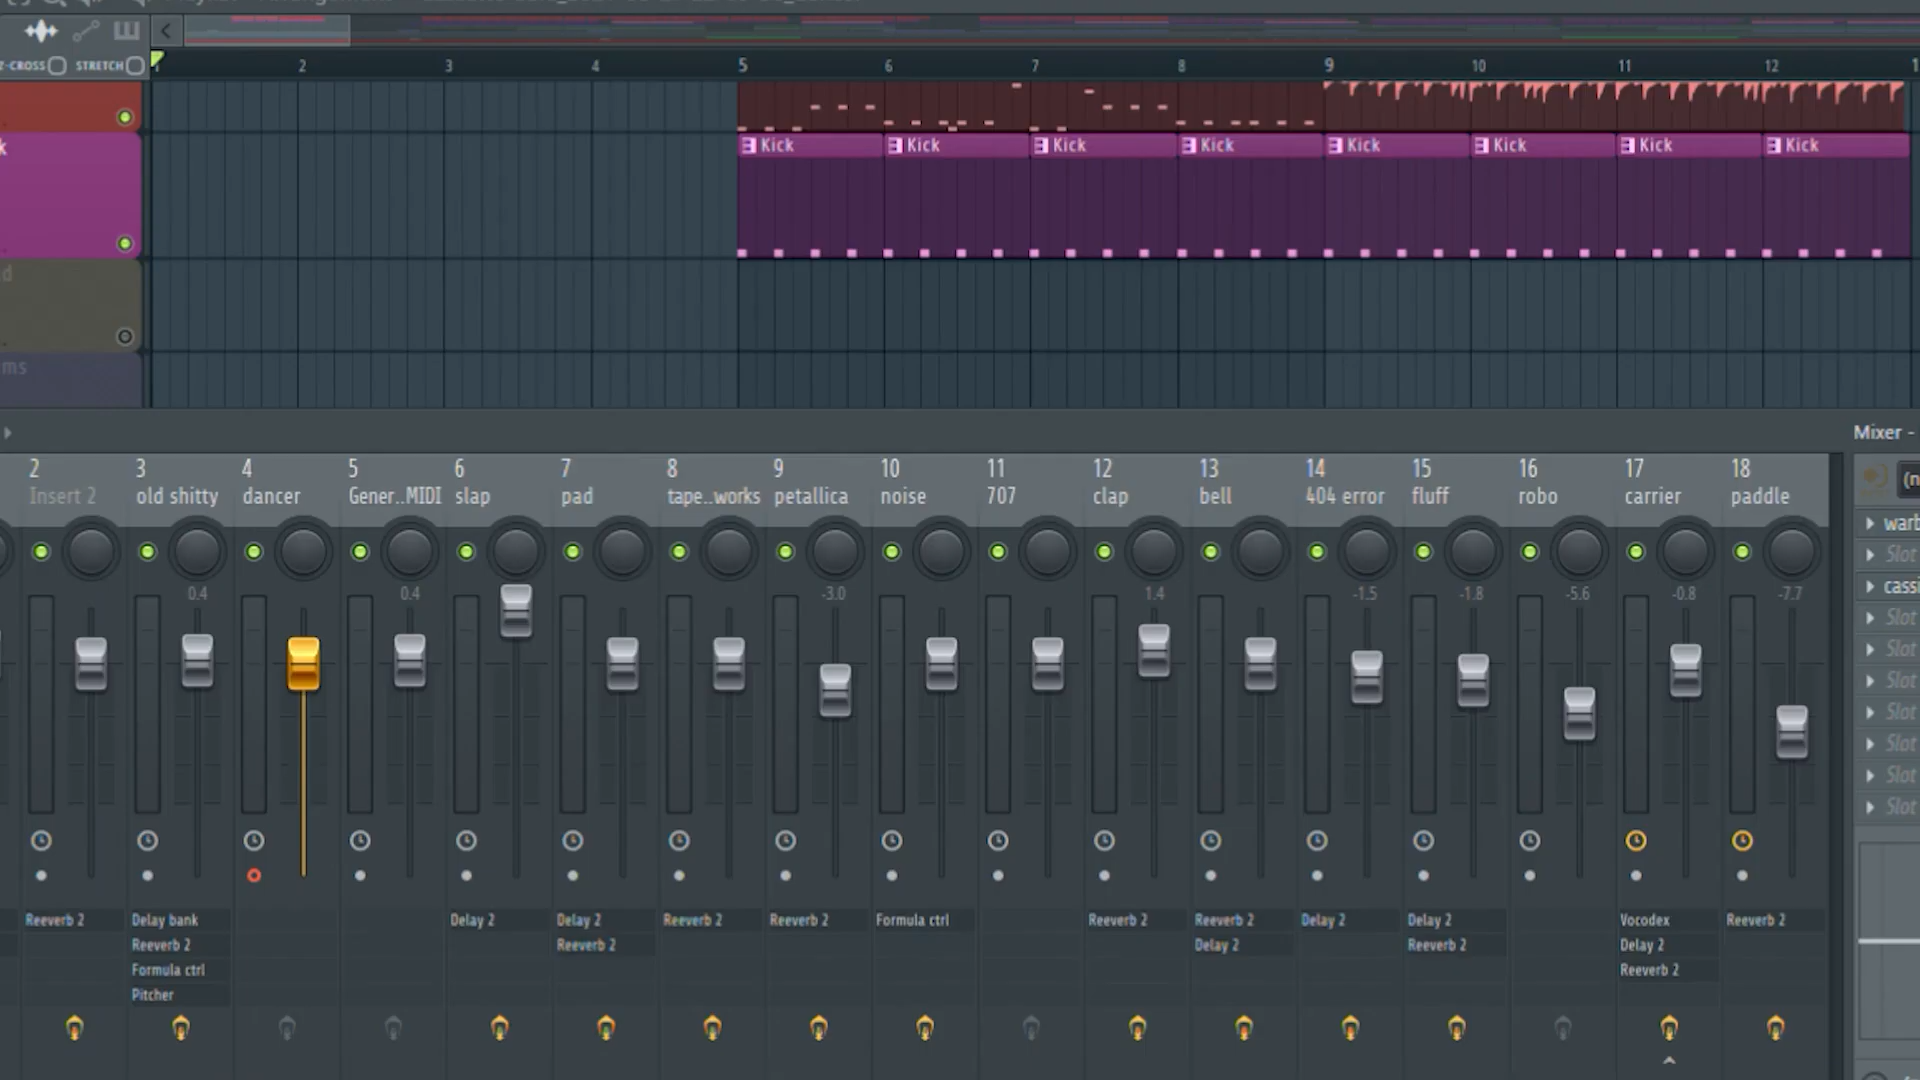 Z-CROSS STRETCH
2 3 4 5 6 7 8 9 10 11 12
k
Kick Kick Kick Kick Kick Kick Kick Kick
d
ms
Mixer -
2 3 4 5 6 7 8 9 10 11 12 13 14 15 16 17 18
Insert 2 old shitty dancer Gener..MIDI slap pad tape..works petallica noise 707 clap bell 404 error fluff robo carrier paddle
(n
warb
Slot
cassi
0.4 0.4 -3.0 1.4 -1.5 -1.8 -5.6 -0.8 -7.7
Slot
Slot
Slot
Slot
Slot
Slot
Slot
Reeverb 2 Delay bank Delay 2 Delay 2 Reeverb 2 Reeverb 2 Formula ctrl Reeverb 2 Reeverb 2 Delay 2 Delay 2 Vocodex Reeverb 2
Reeverb 2 Reeverb 2 Delay 2 Reeverb 2 Delay 2
Formula ctrl Reeverb 2
Pitcher